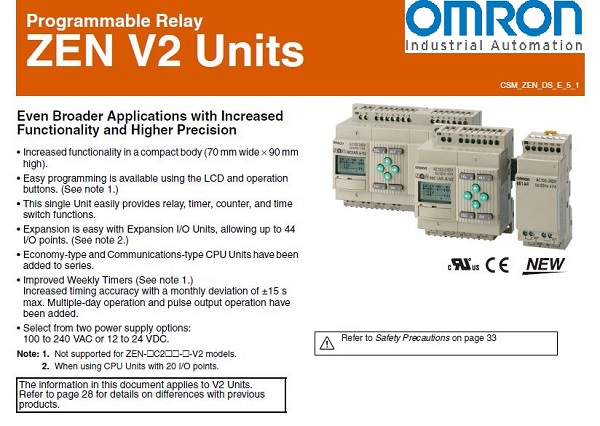 Programmable Relay
ZEN V2 Units
OMRON
Industrial Automation
CSM_ZEN_DS_E_5_1
Even Broader Applications with Increased
Functionality and Higher Precision
• Increased functionality in a compact body (70 mm wide × 90 mm
high).
• Easy programming is available using the LCD and operation
buttons. (See note 1.)
• This single Unit easily provides relay, timer, counter, and time
switch functions.
• Expansion is easy with Expansion I/O Units, allowing up to 44
I/O points. (See note 2.)
• Economy-type and Communications-type CPU Units have been
added to series.
• Improved Weekly Timers (See note 1.)
Increased timing accuracy with a monthly deviation of ±15 s
max. Multiple-day operation and pulse output operation have
been added.
• Select from two power supply options:
100 to 240 VAC or 12 to 24 VDC.
Note: 1. Not supported for ZEN-□C2□□-□-V2 models.
2. When using CPU Units with 20 I/O points.
The information in this document applies to V2 Units.
Refer to page 28 for details on differences with previous
products.
OMRON
OMRON
OMRON
c US CE NEW
Refer to Safety Precautions on page 33